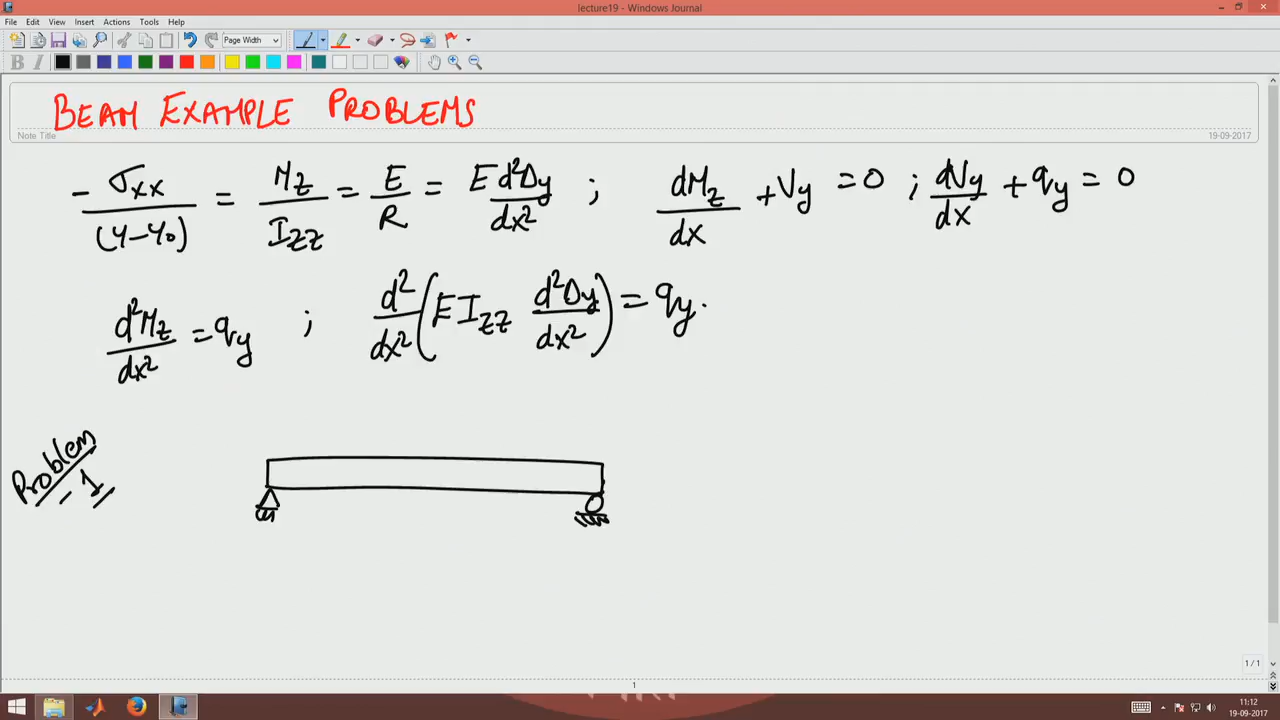 lecture19 - Windows Journal
File Edit View Insert Actions Tools Help
Page Width
B I
BEAM EXAMPLE PROBLEMS
Note Title
19-09-2017
- σxx / (y-y₀) = Mz / Izz = E / R = E d²Δy / dx² ; dMz / dx + Vy = 0 ; dVy / dx + qy = 0
d²Mz / dx² = qy ; d² / dx² (E Izz d²Δy / dx²) = qy.
Problem
- 1
1/1
1
11:12
19-09-2017